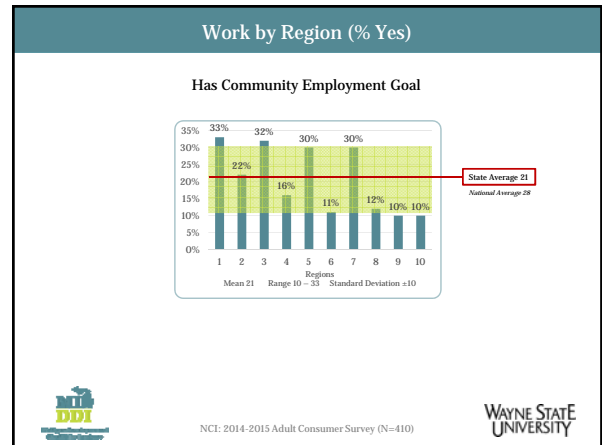 Work by Region (% Yes)
Has Community Employment Goal
35%
30%
25%
20%
15%
10%
5%
0%
33%
22%
32%
16%
30%
11%
30%
12%
10%
10%
1 2 3 4 5 6 7 8 9 10
Regions
Mean 21 Range 10 – 33 Standard Deviation ±10
State Average 21
National Average 28
MI
DDI
NCI: 2014-2015 Adult Consumer Survey (N=410)
WAYNE STATE
UNIVERSITY